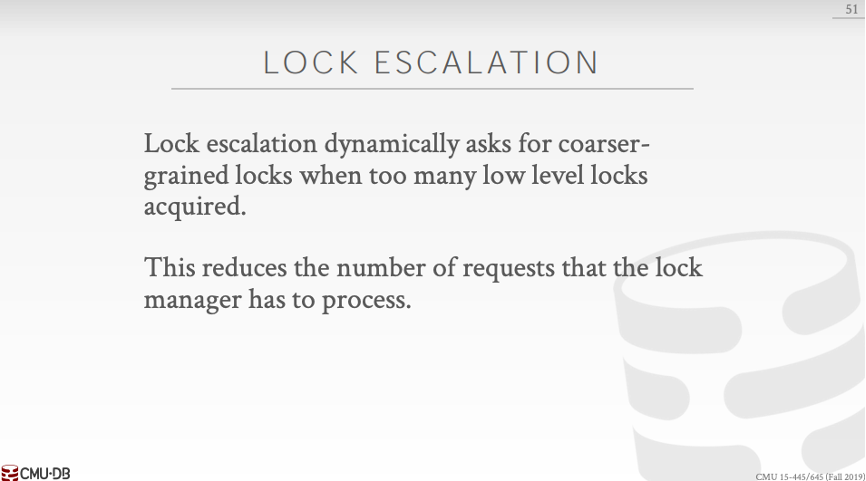 51
LOCK ESCALATION
Lock escalation dynamically asks for coarser-
grained locks when too many low level locks
acquired.
This reduces the number of requests that the lock
manager has to process.
CMU·DB
CMU 15-445/645 (Fall 2019)